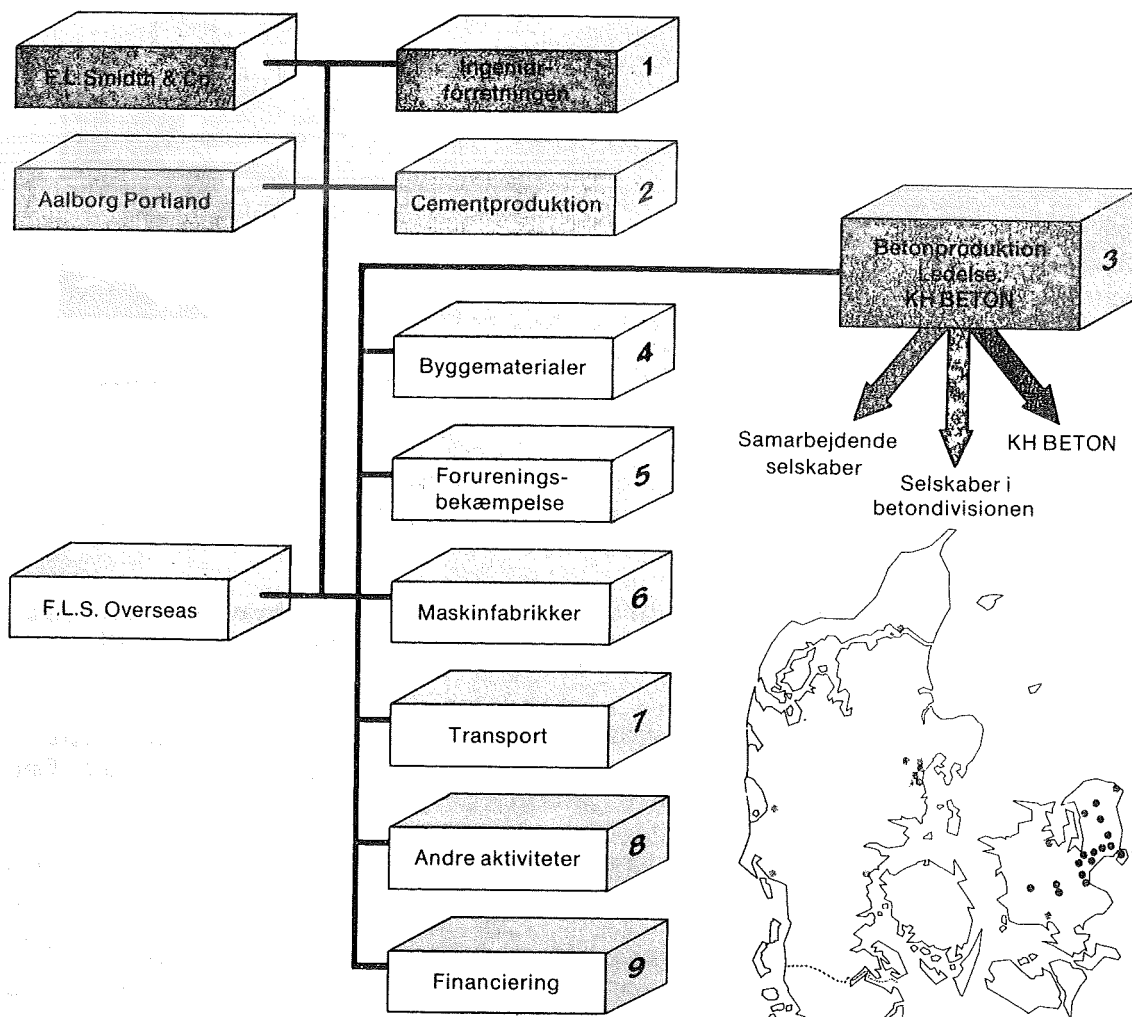 F.L. Smidth & Co
Ingeniør-
forretningen
1
Aalborg Portland
Cementproduktion
2
Betonproduktion
Ledelse:
KH BETON
3
Byggematerialer
4
Samarbejdende
selskaber
KH BETON
Selskaber i
betondivisionen
Forurenings-
bekæmpelse
5
F.L.S. Overseas
Maskinfabrikker
6
Transport
7
Andre aktiviteter
8
Financiering
9